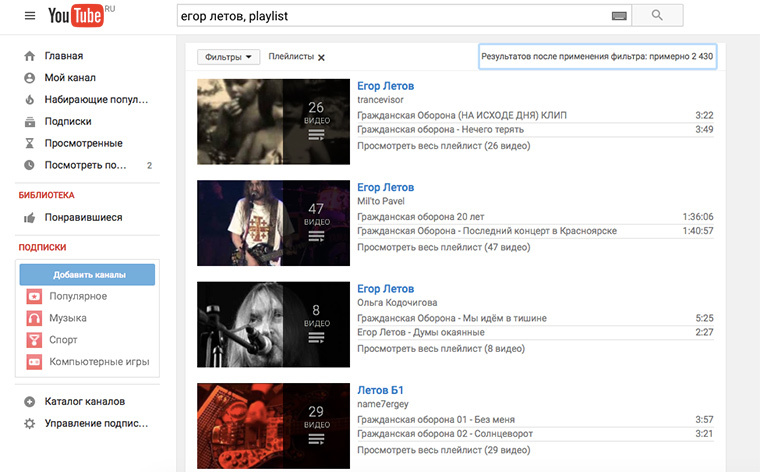 YouTube RU
егор летов, playlist
Главная
Мой канал
Набирающие попул…
Подписки
Просмотренные
Посмотреть по… 2
БИБЛИОТЕКА
Понравившиеся
ПОДПИСКИ
Добавить каналы
Популярное
Музыка
Спорт
Компьютерные игры
Каталог каналов
Управление подпис…
Фильтры Плейлисты X
Результатов после применения фильтра: примерно 2 430
26
ВИДЕО
Егор Летов
trancevisor
Гражданская Оборона (НА ИСХОДЕ ДНЯ) КЛИП 3:22
Гражданская оборона - Нечего терять 3:49
Просмотреть весь плейлист (26 видео)
47
ВИДЕО
Егор Летов
Mil'to Pavel
Гражданская оборона 20 лет 1:36:06
Гражданская оборона - Последний концерт в Красноярске 1:40:57
Просмотреть весь плейлист (47 видео)
8
ВИДЕО
Егор Летов
Ольга Кодочигова
Гражданская Оборона - Мы идём в тишине 5:25
Егор Летов - Думы окаянные 2:27
Просмотреть весь плейлист (8 видео)
29
ВИДЕО
Летов Б1
name7ergey
Гражданская оборона 01 - Без меня 3:57
Гражданская оборона 02 - Солнцеворот 3:21
Просмотреть весь плейлист (29 видео)